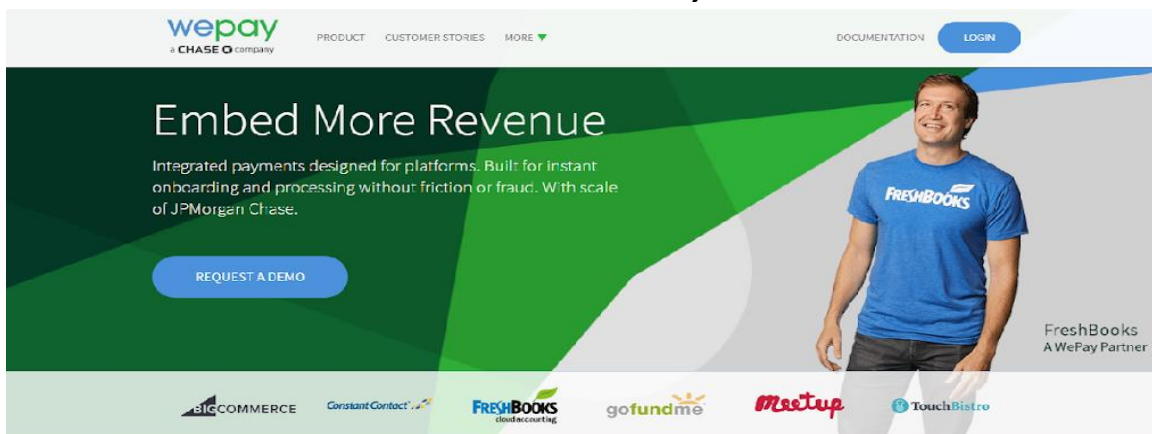 wepay
a CHASE company
PRODUCT CUSTOMER STORIES MORE
DOCUMENTATION LOGIN
Embed More Revenue
Integrated payments designed for platforms. Built for instant
onboarding and processing without friction or fraud. With scale
of JPMorgan Chase.
REQUEST A DEMO
FRESHBOOKS
FreshBooks
A WePay Partner
BIGCOMMERCE
Constant Contact
FRESHBOOKS
cloud accounting
gofundme
meetup
TouchBistro